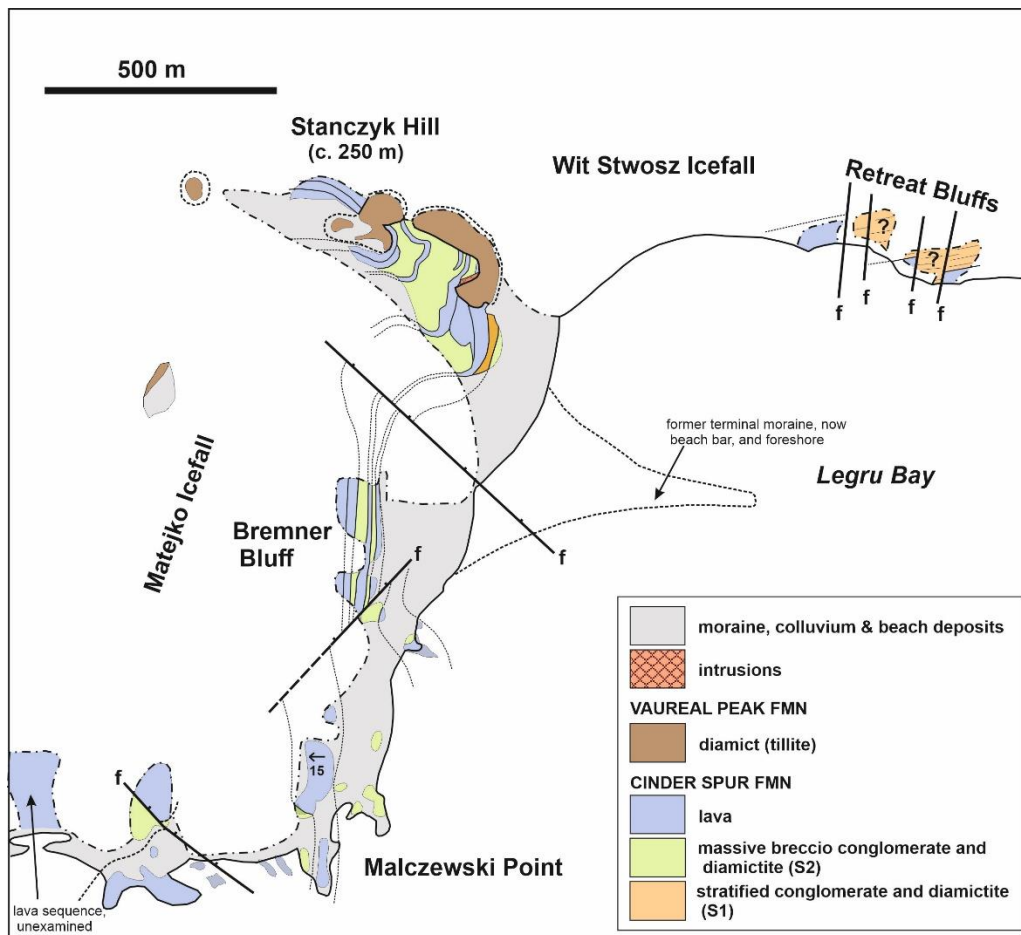 500 m
Stanczyk Hill
(c. 250 m)
Wit Stwosz Icefall
Retreat Bluffs
?
?
f
f
f
f
former terminal moraine, now
beach bar, and foreshore
Legru Bay
Matejko Icefall
Bremner
Bluff
f
f
15
f
Malczewski Point
lava sequence,
unexamined
moraine, colluvium & beach deposits
intrusions
VAUREAL PEAK FMN
diamict (tillite)
CINDER SPUR FMN
lava
massive breccio conglomerate and
diamictite (S2)
stratified conglomerate and diamictite
(S1)